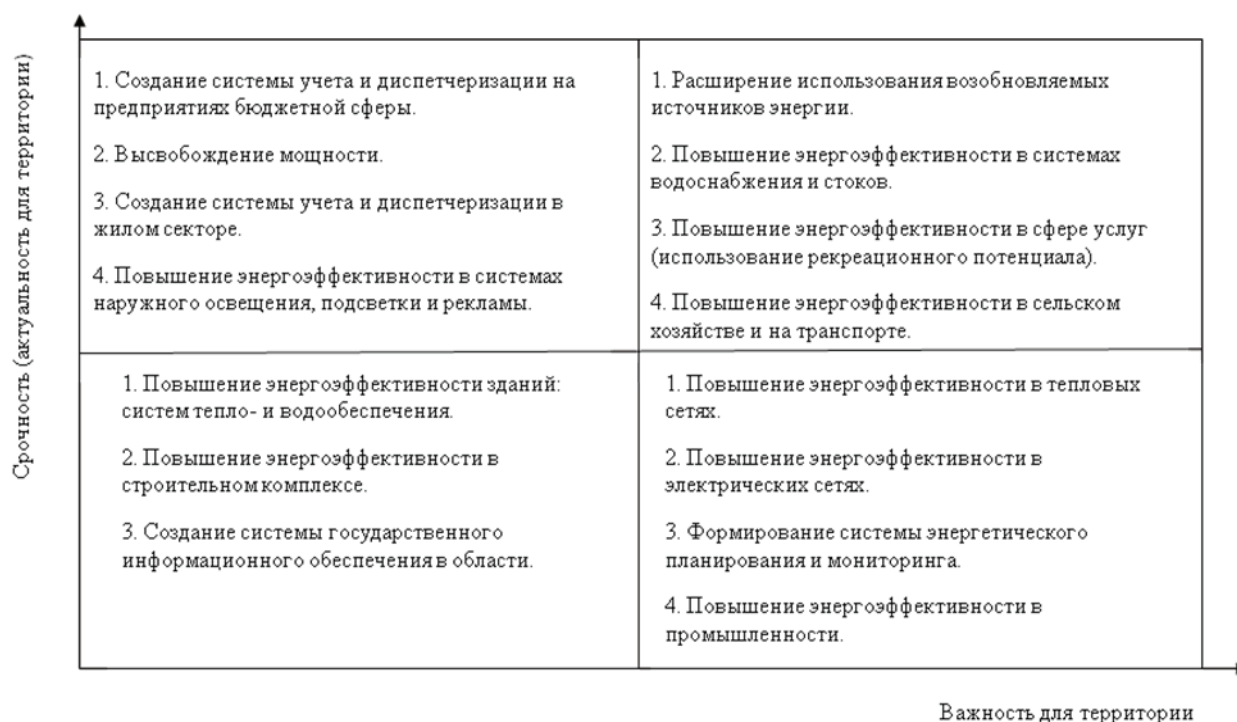 Срочность (актуальность для территории)
1. Создание системы учета и диспетчеризации на
предприятиях бюджетной сферы.
2. Высвобождение мощности.
3. Создание системы учета и диспетчеризации в
жилом секторе.
4. Повышение энергоэффективности в системах
наружного освещения, подсветки и рекламы.
1. Расширение использования возобновляемых
источников энергии.
2. Повышение энергоэффективности в системах
водоснабжения и стоков.
3. Повышение энергоэффективности в сфере услуг
(использование рекреационного потенциала).
4. Повышение энергоэффективности в сельском
хозяйстве и на транспорте.
1. Повышение энергоэффективности зданий:
систем тепло- и водообеспечения.
2. Повышение энергоэффективности в
строительном комплексе.
3. Создание системы государственного
информационного обеспечения в области.
1. Повышение энергоэффективности в тепловых
сетях.
2. Повышение энергоэффективности в
электрических сетях.
3. Формирование системы энергетического
планирования и мониторинга.
4. Повышение энергоэффективности в
промышленности.
Важность для территории